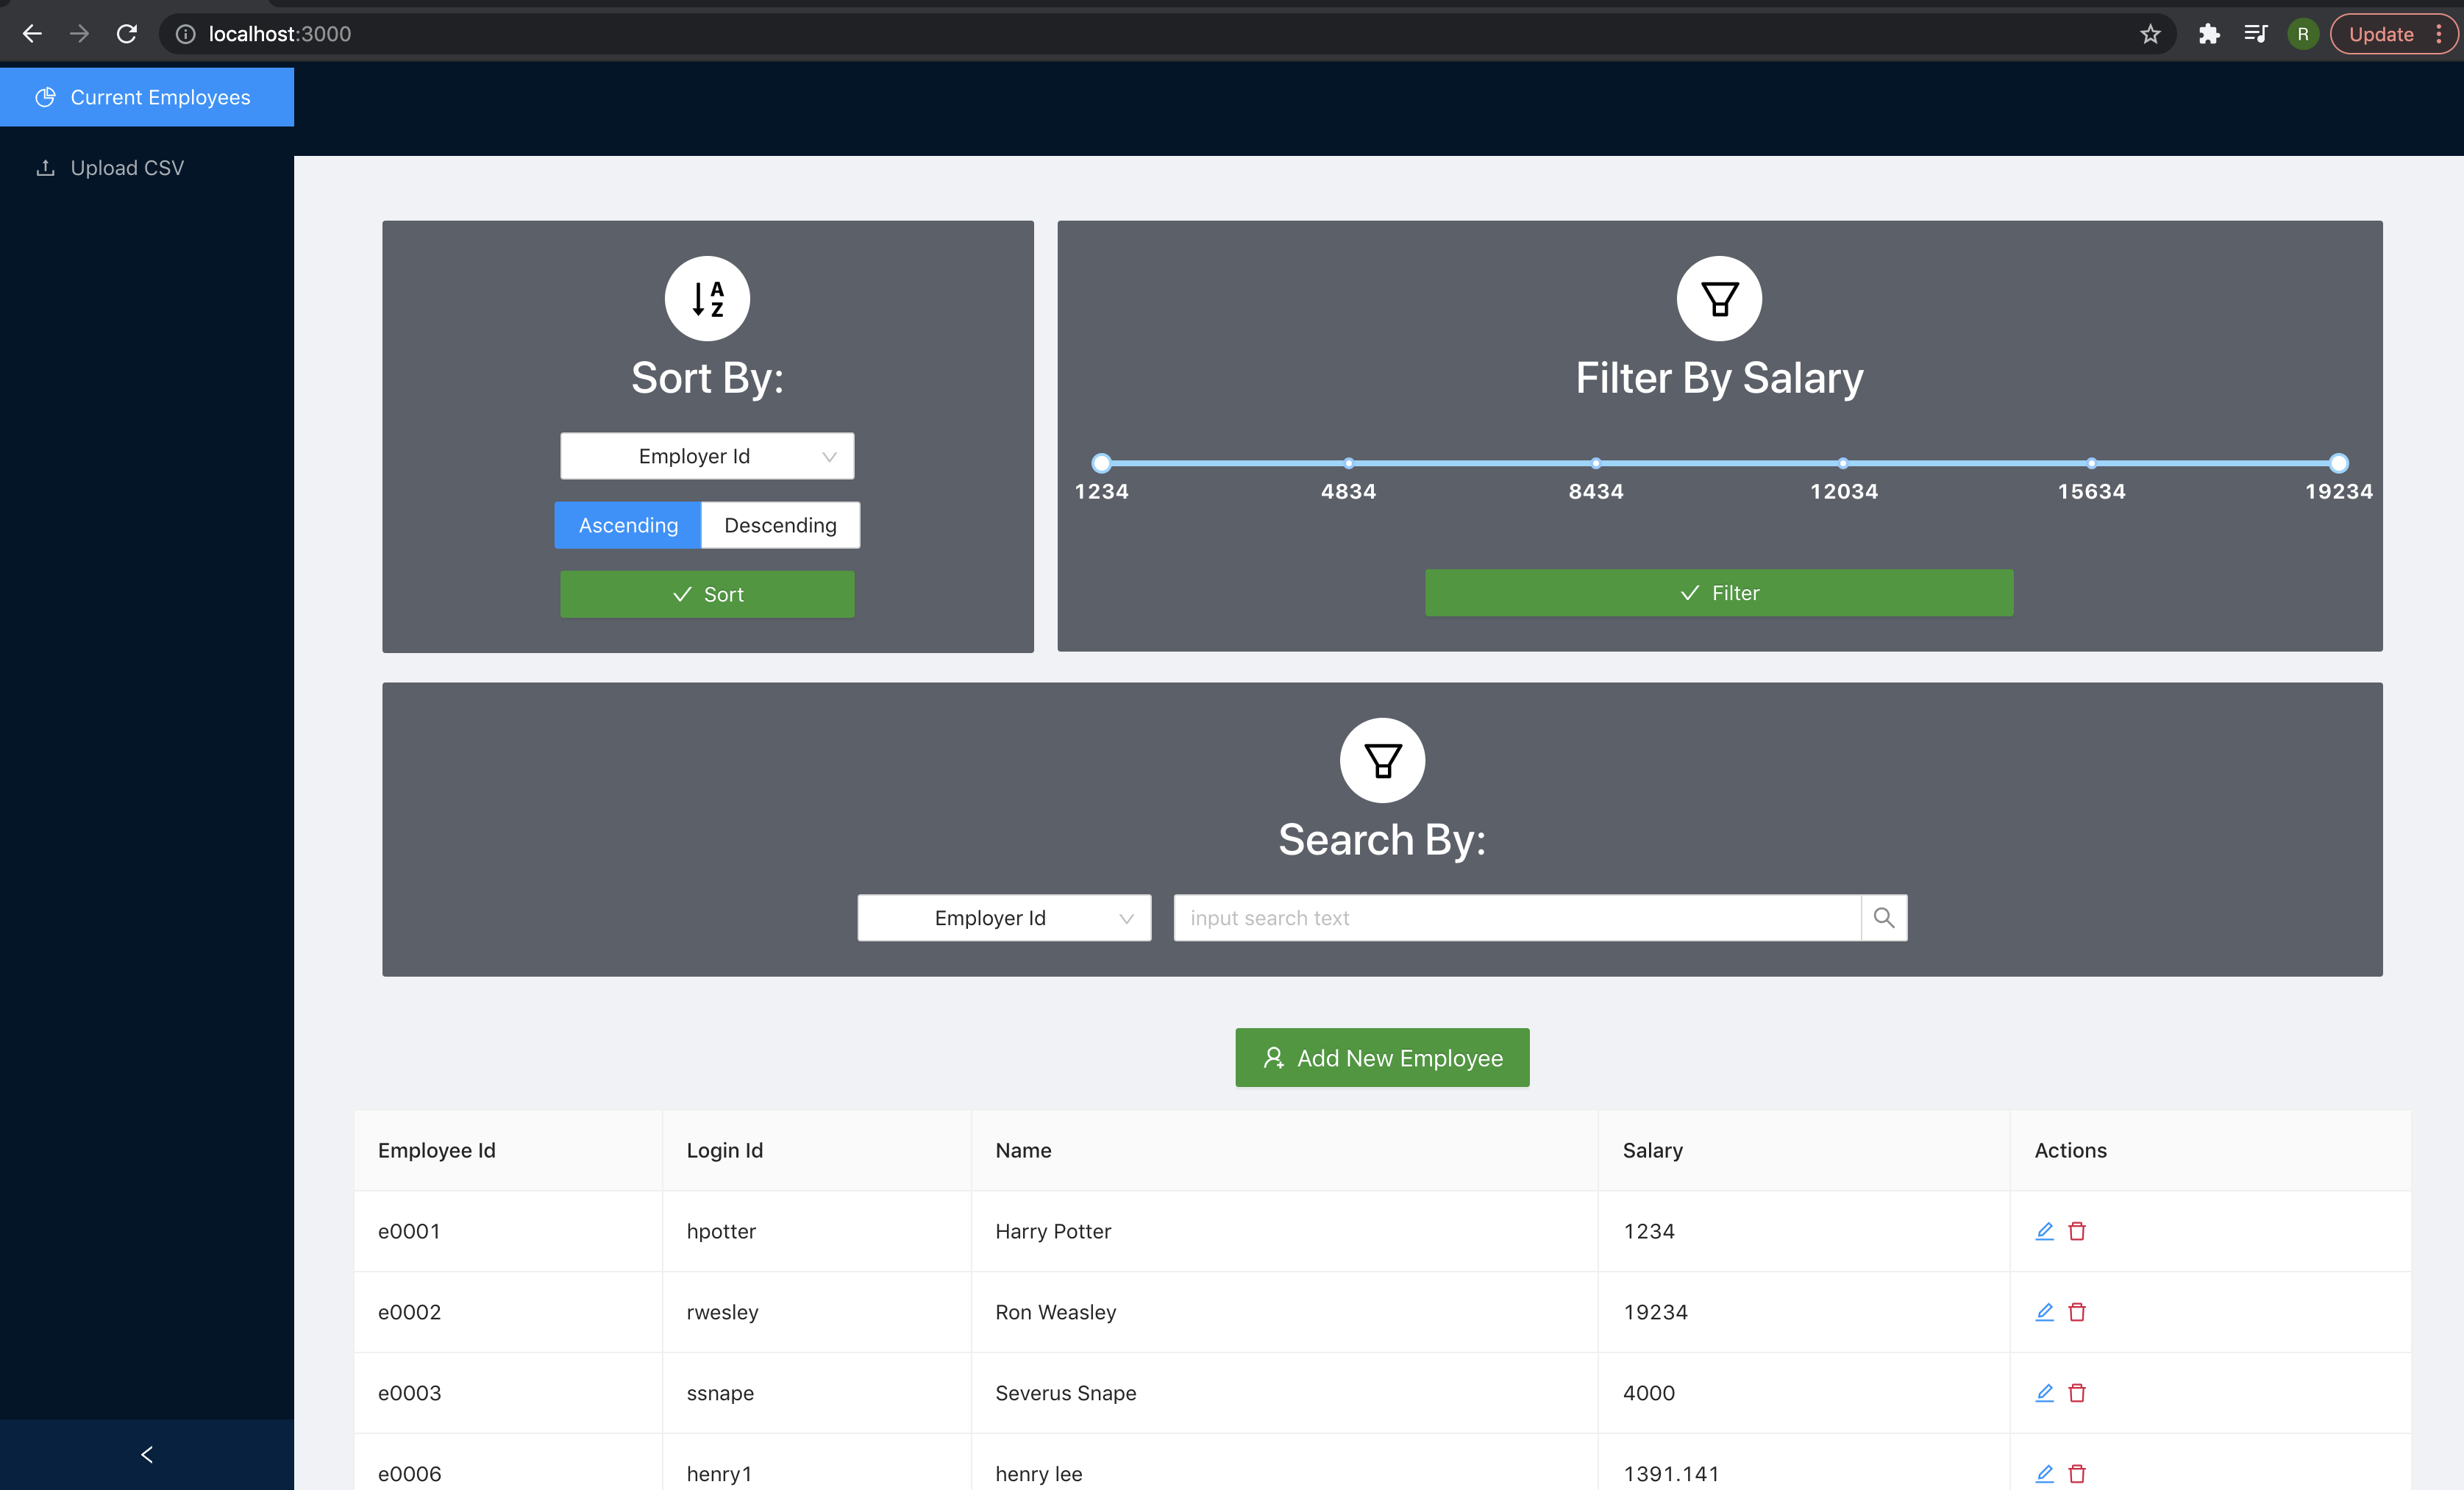 localhost:3000
R
Update
Current Employees
Upload CSV
A
Z
Sort By:
Employer Id
Ascending Descending
Sort
Filter By Salary
1234 4834 8434 12034 15634 19234
Filter
Search By:
Employer Id input search text
Add New Employee
Employee Id Login Id Name Salary Actions
e0001 hpotter Harry Potter 1234
e0002 rwesley Ron Weasley 19234
e0003 ssnape Severus Snape 4000
e0006 henry1 henry lee 1391.141